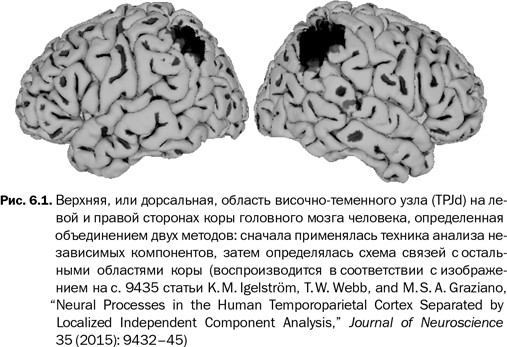 Рис. 6.1. Верхняя, или дорсальная, область височно-теменного узла (TPJd) на ле-
вой и правой сторонах коры головного мозга человека, определенная
объединением двух методов: сначала применялась техника анализа не-
зависимых компонентов, затем определялась схема связей с осталь-
ными областями коры (воспроизводится в соответствии с изображе-
нием на с. 9435 статьи K. M. Igelström, T. W. Webb, and M. S. A. Graziano,
“Neural Processes in the Human Temporoparietal Cortex Separated by
Localized Independent Component Analysis,” Journal of Neuroscience
35 (2015): 9432–45)